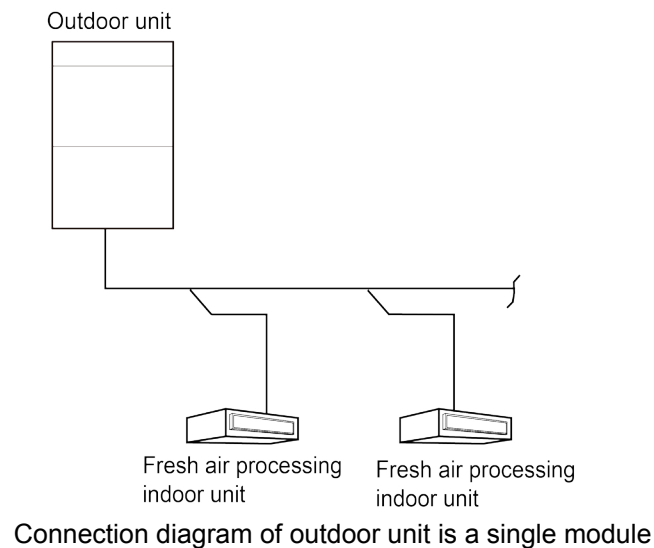 Outdoor unit
Fresh air processing
indoor unit
Fresh air processing
indoor unit
Connection diagram of outdoor unit is a single module